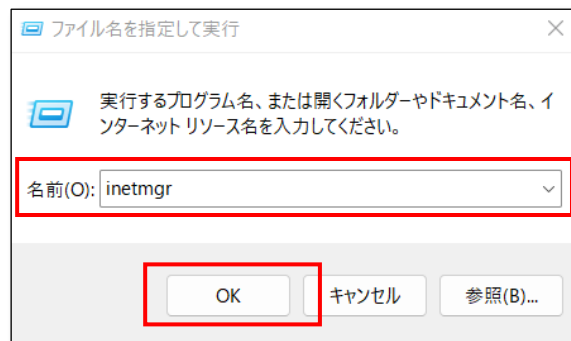 ファイル名を指定して実行
実行するプログラム名、または開くフォルダーやドキュメント名、イ
ンターネット リソース名を入力してください。
名前(O): inetmgr
OK キャンセル 参照(B)...